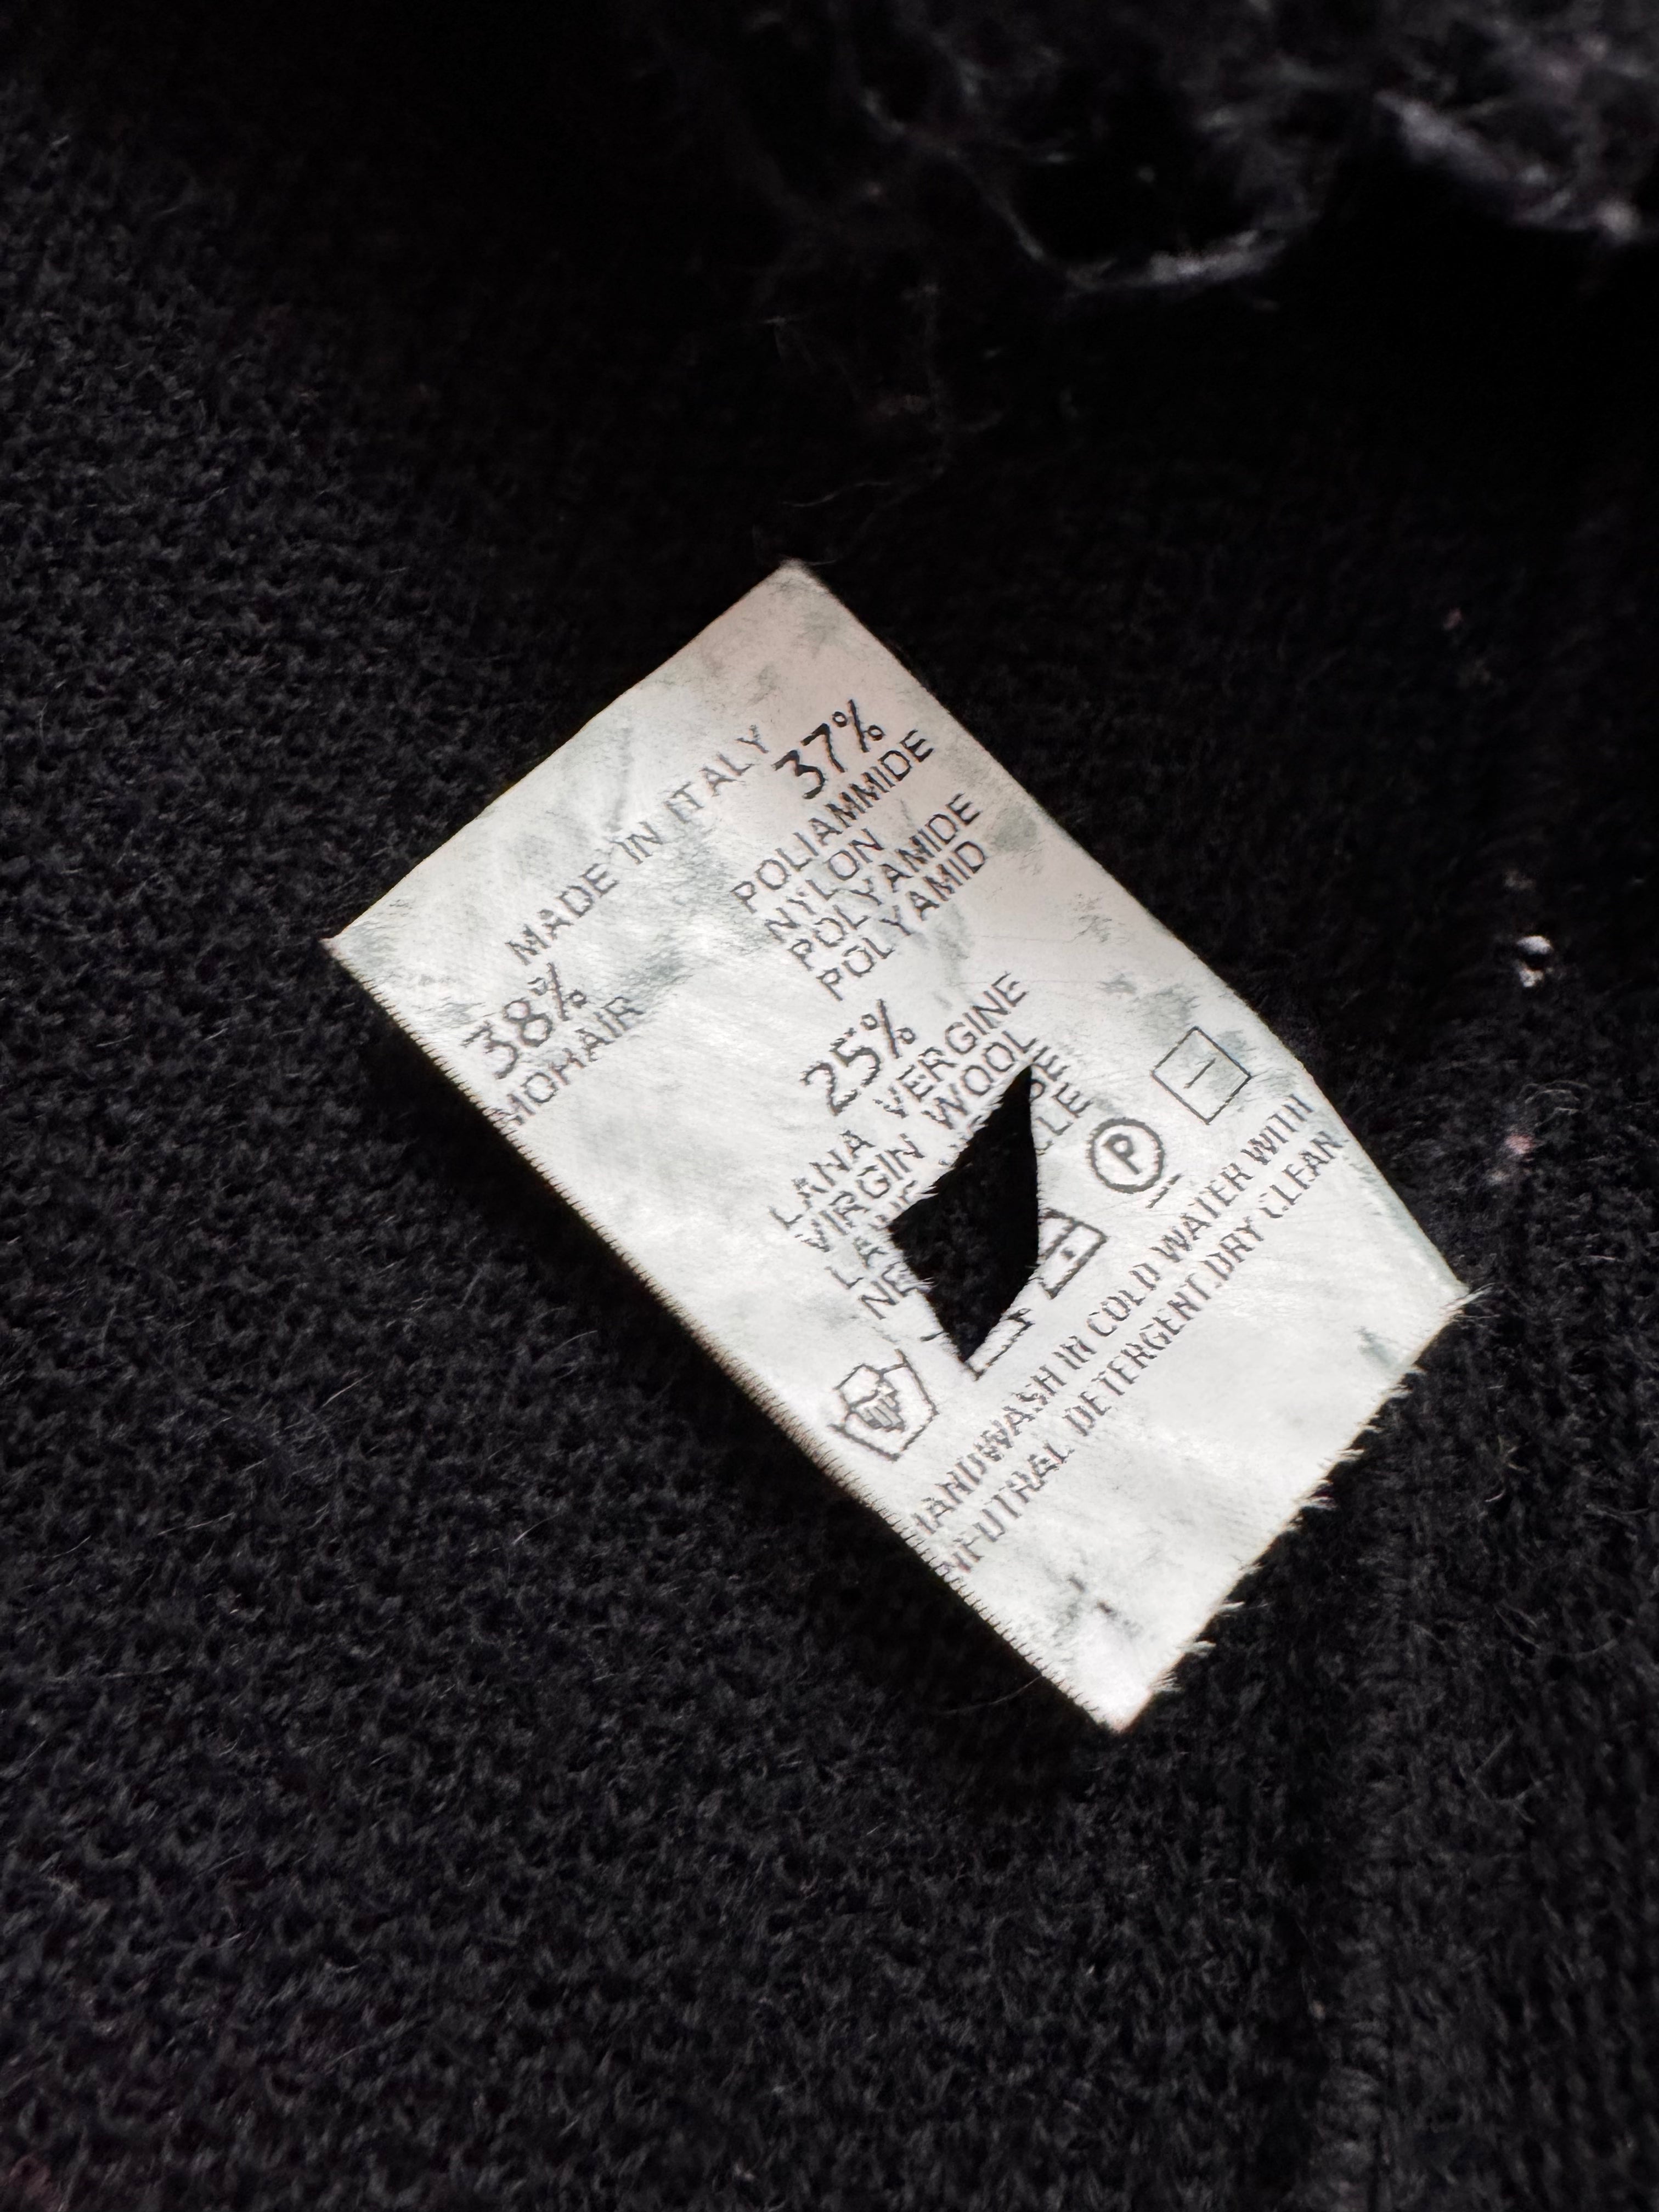 MADE IN ITALY
38%
MOHAIR
37%
POLIAMMIDE
NYLON
POLYAMIDE
POLYAMID
25%
LANA VERGINE
VIRGIN WOOL
P
HANDWASH IN COLD WATER WITH
NEUTRAL DETERGENT.DRY CLEAN.